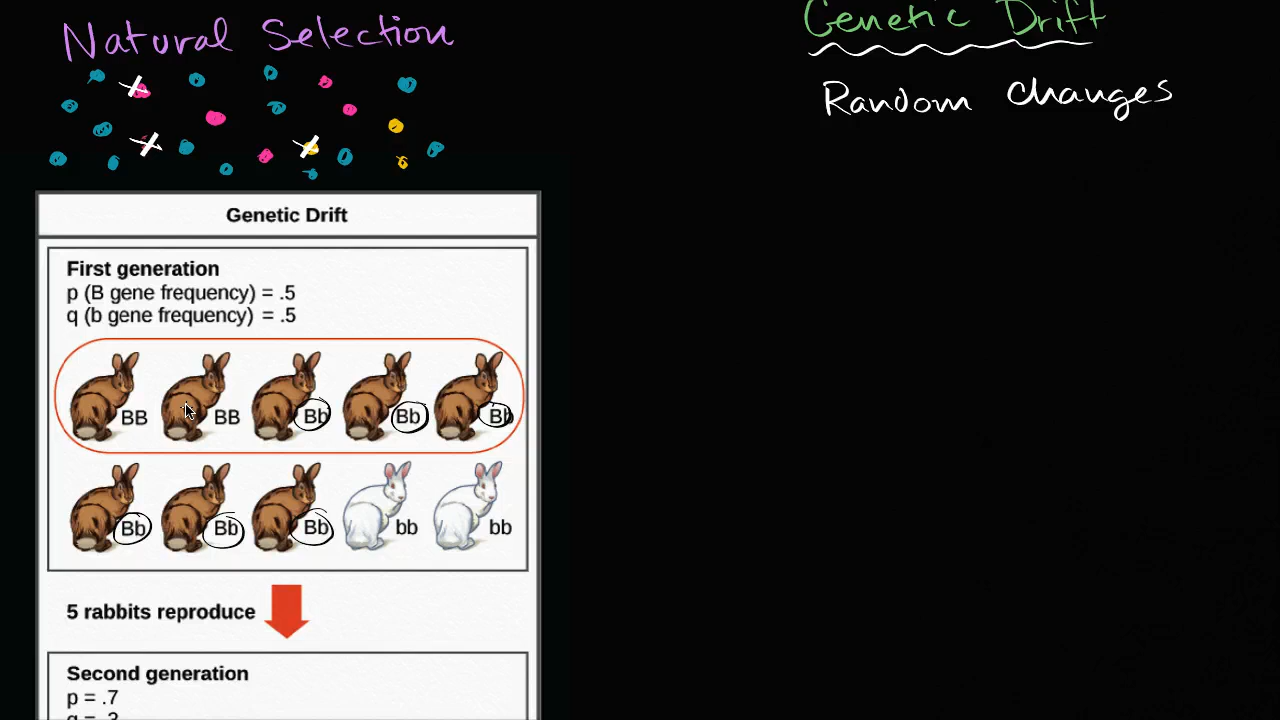 Natural Selection
Genetic Drift
Random changes
Genetic Drift
First generation
p (B gene frequency) = .5
q (b gene frequency) = .5
BB BB Bb Bb Bb
Bb Bb Bb bb bb
5 rabbits reproduce
Second generation
p = .7
q = .3